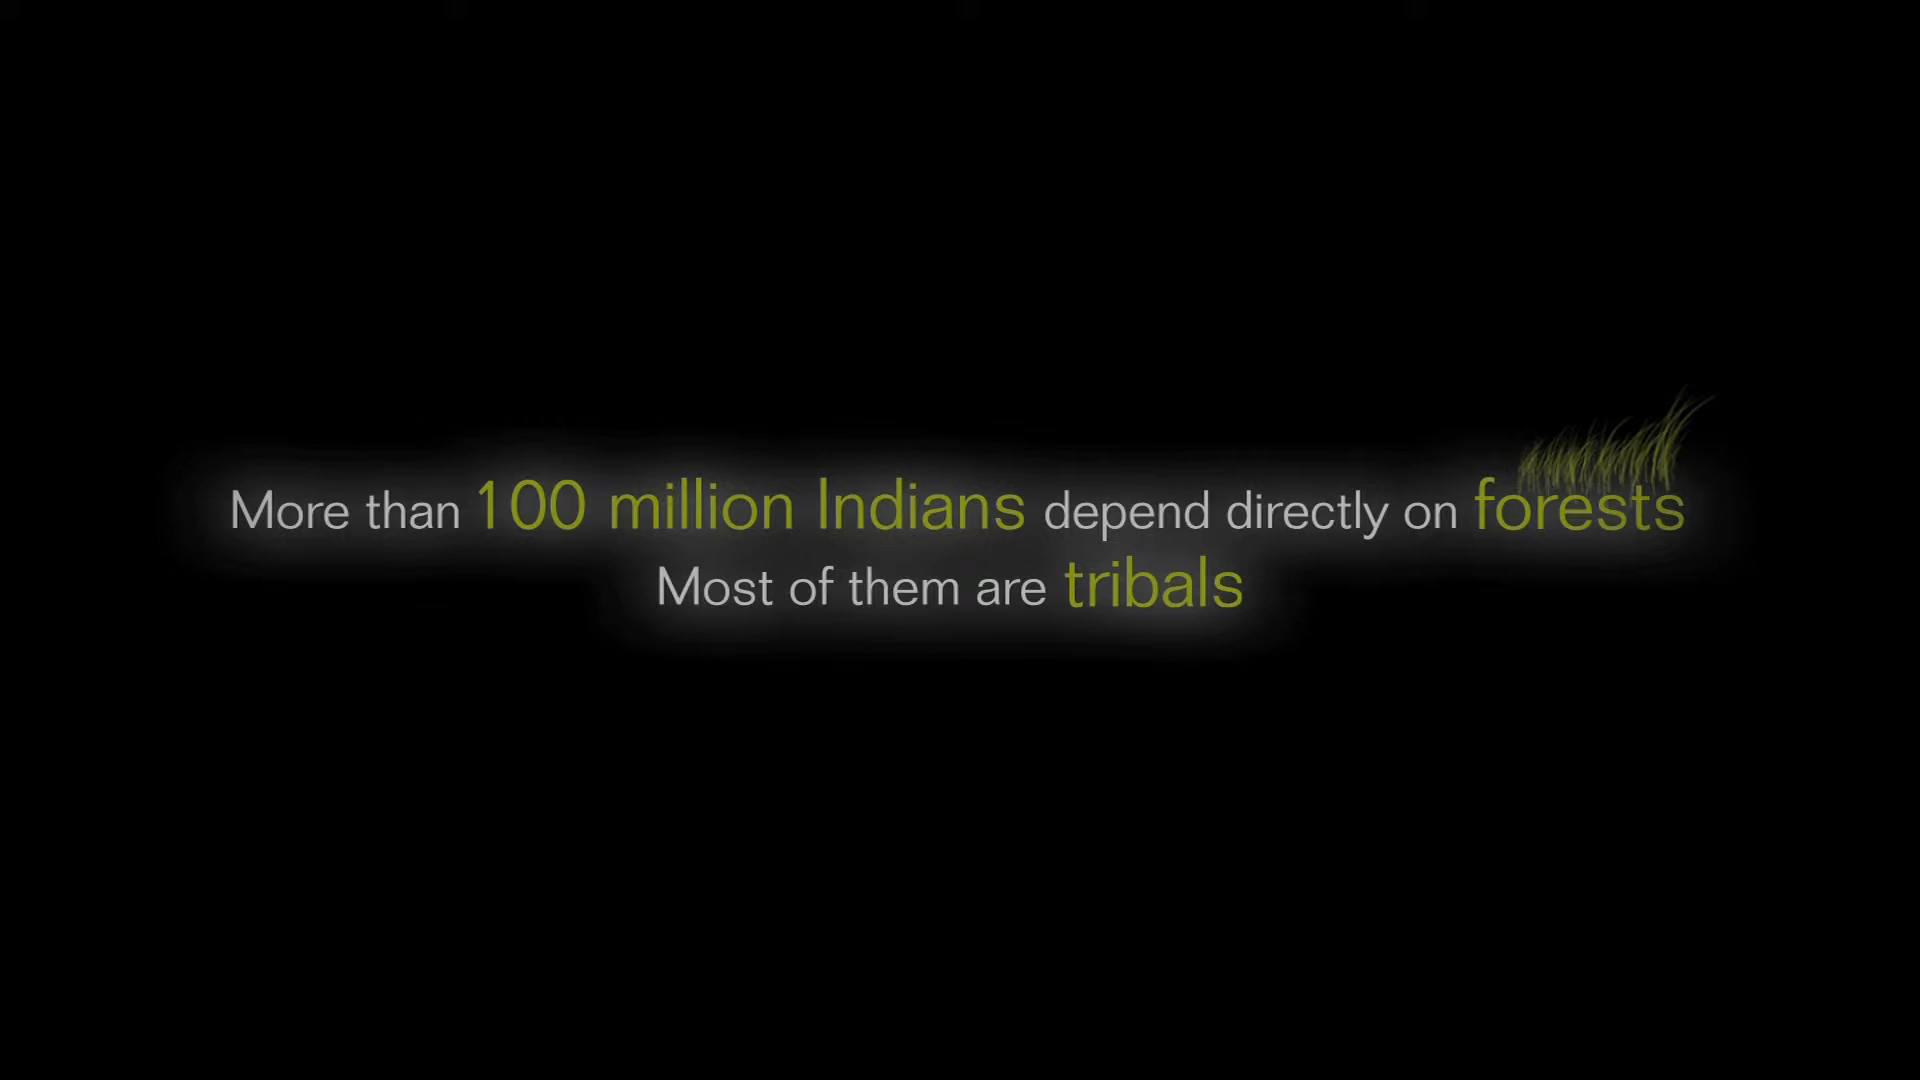 More than 100 million Indians depend directly on forests
Most of them are tribals